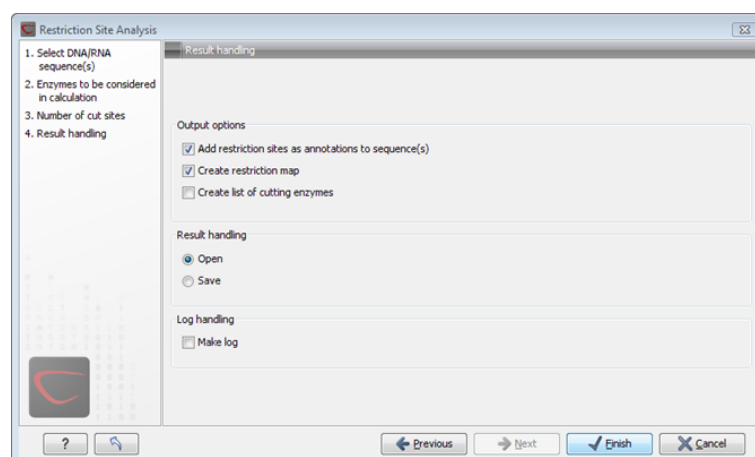 Restriction Site Analysis
1. Select DNA/RNA
sequence(s)
2. Enzymes to be considered
in calculation
3. Number of cut sites
4. Result handling
Result handling
Output options
Add restriction sites as annotations to sequence(s)
Create restriction map
Create list of cutting enzymes
Result handling
Open
Save
Log handling
Make log
?
Previous
Next
Finish
Cancel